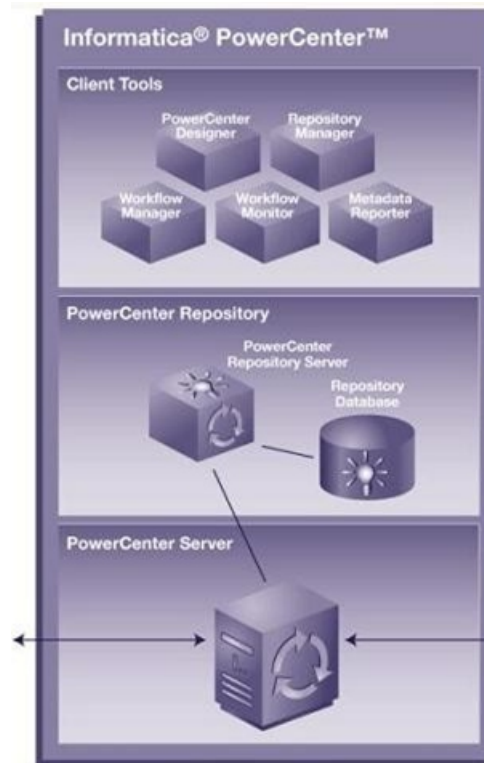 Informatica® PowerCenter™
Client Tools
PowerCenter
Designer
Repository
Manager
Workflow
Manager
Workflow
Monitor
Metadata
Reporter
PowerCenter Repository
PowerCenter
Repository Server
Repository
Database
PowerCenter Server